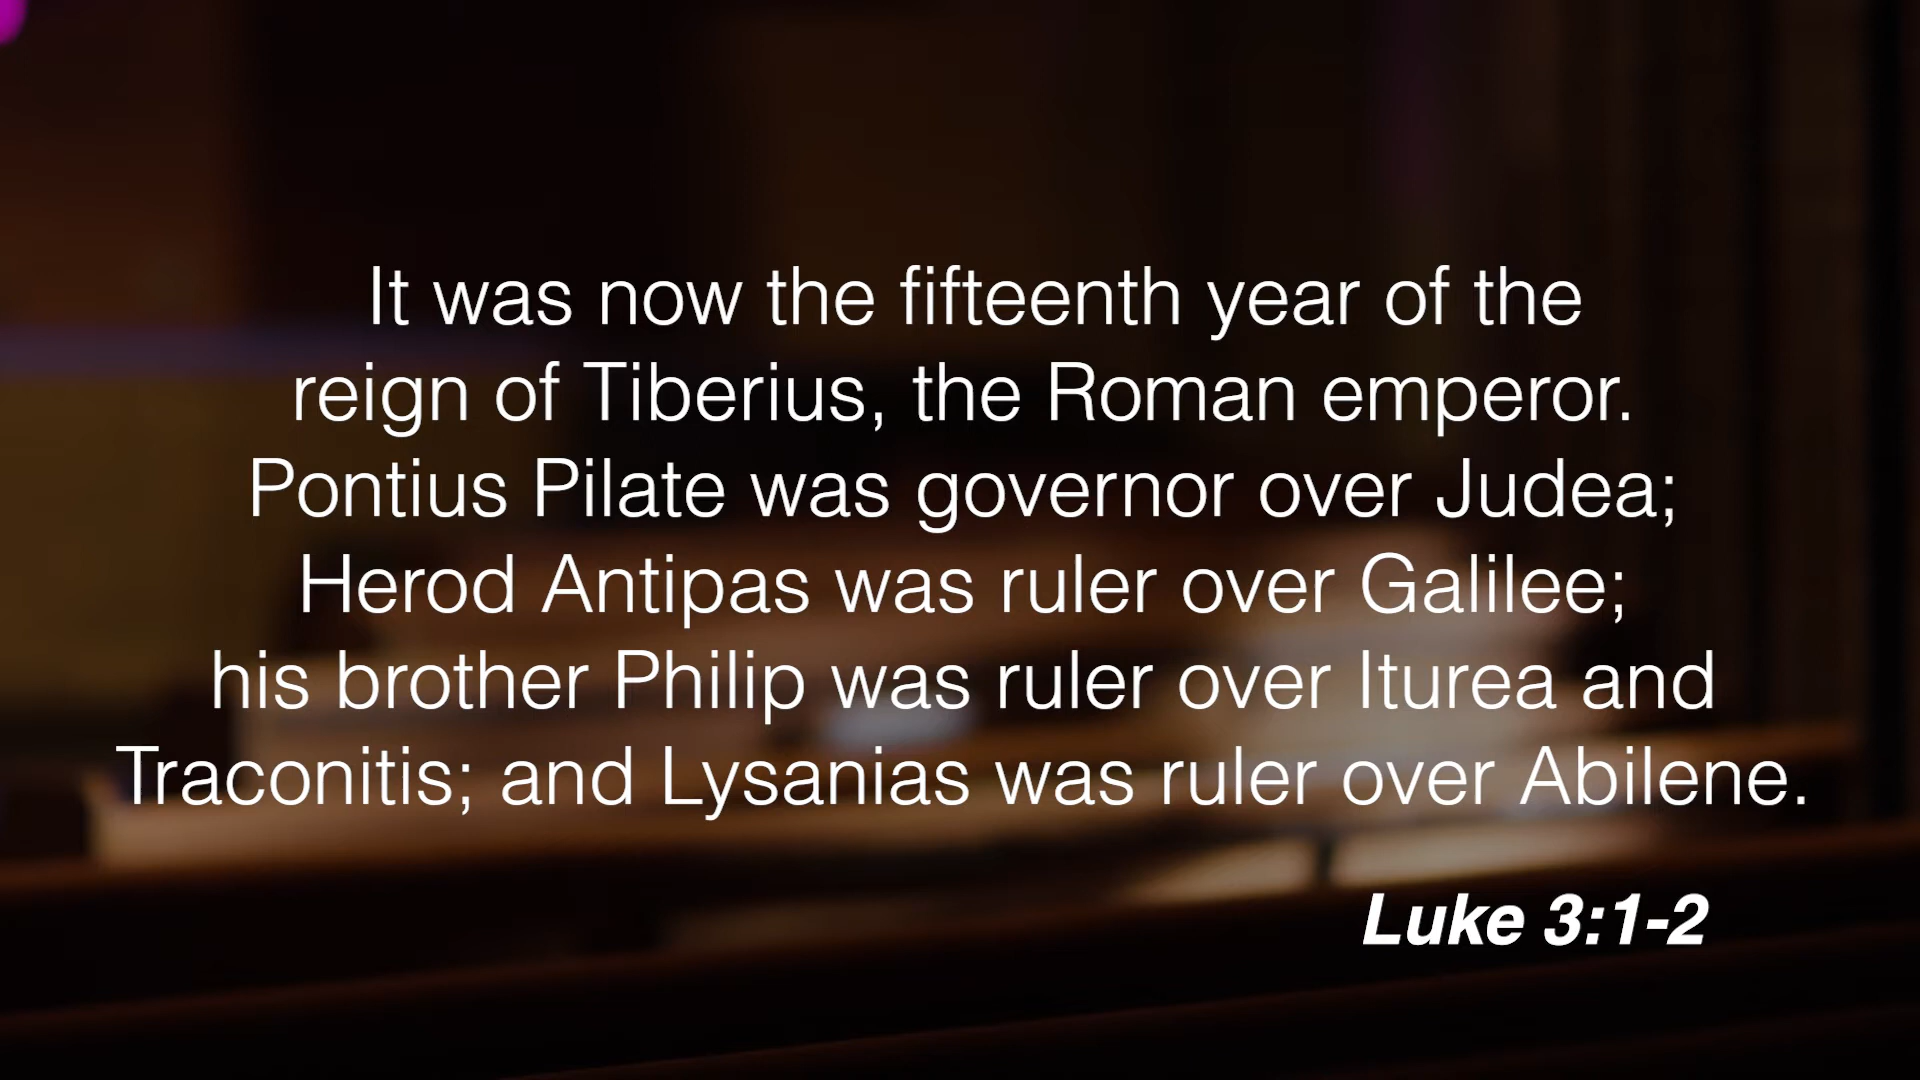 It was now the fifteenth year of the
reign of Tiberius, the Roman emperor.
Pontius Pilate was governor over Judea;
Herod Antipas was ruler over Galilee;
his brother Philip was ruler over Iturea and
Traconitis; and Lysanias was ruler over Abilene.
Luke 3:1-2